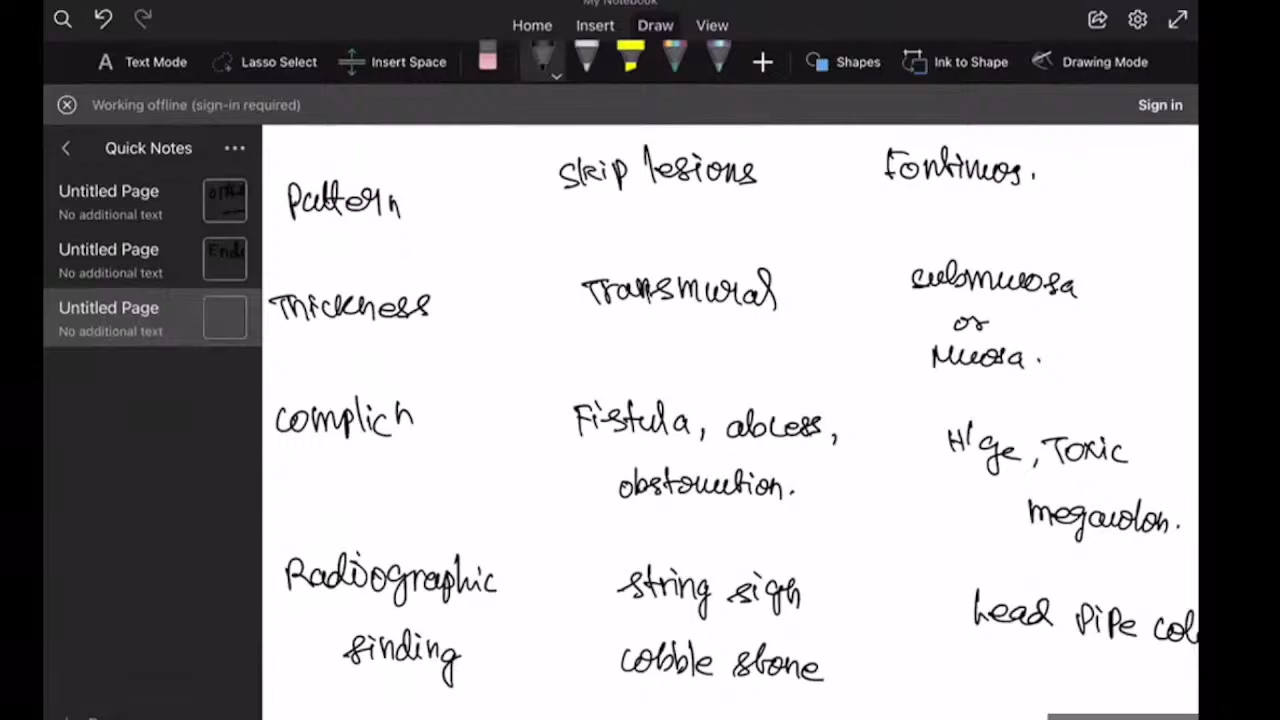 My Notebook
Home Insert Draw View
Text Mode Lasso Select Insert Space Shapes Ink to Shape Drawing Mode
Working offline (sign-in required) Sign in
Quick Notes
Untitled Page
No additional text
Untitled Page
No additional text
Untitled Page
No additional text
Pattern skip lesions
Thickness Transmural submucosa
or
Mucosa.
complicn Fistula, abcess, H'ge, Toxic
obstruction. megacolon.
Radiographic string sign Lead pipe col
finding cobble stone